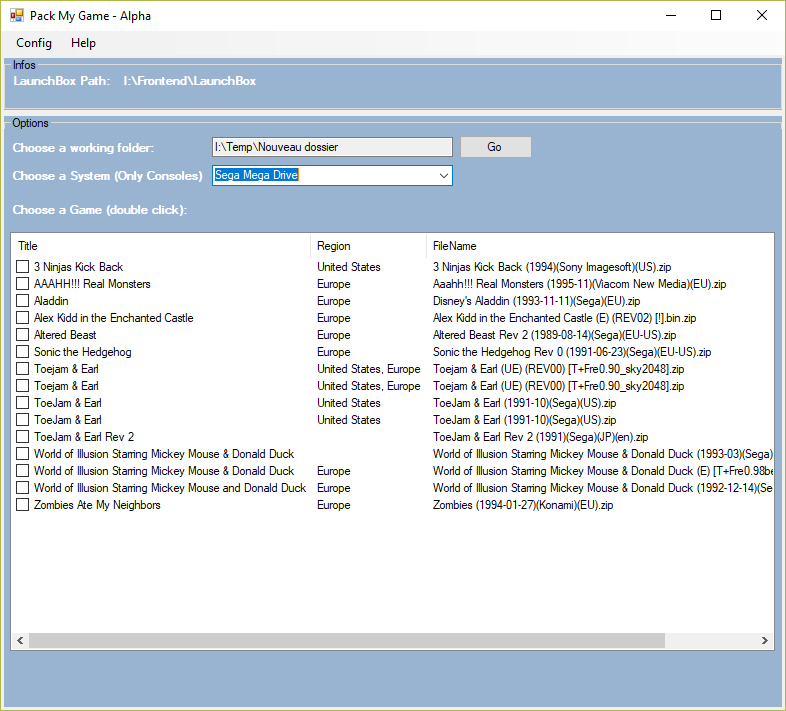 Pack My Game - Alpha
Config Help
Infos
LaunchBox Path: I:\Frontend\LaunchBox
Options
Choose a working folder: I:\Temp\Nouveau dossier Go
Choose a System (Only Consoles) Sega Mega Drive
Choose a Game (double click):
Title Region FileName
3 Ninjas Kick Back United States 3 Ninjas Kick Back (1994)(Sony Imagesoft)(US).zip
AAAHH!!! Real Monsters Europe Aaahh!!! Real Monsters (1995-11)(Viacom New Media)(EU).zip
Aladdin Europe Disney's Aladdin (1993-11-11)(Sega)(EU).zip
Alex Kidd in the Enchanted Castle Europe Alex Kidd in the Enchanted Castle (E) (REV02) [!].bin.zip
Altered Beast Europe Altered Beast Rev 2 (1989-08-14)(Sega)(EU-US).zip
Sonic the Hedgehog Europe Sonic the Hedgehog Rev 0 (1991-06-23)(Sega)(EU-US).zip
Toejam & Earl United States, Europe Toejam & Earl (UE) (REV00) [T+Fre0.90_sky2048].zip
Toejam & Earl United States, Europe Toejam & Earl (UE) (REV00) [T+Fre0.90_sky2048].zip
ToeJam & Earl United States ToeJam & Earl (1991-10)(Sega)(US).zip
ToeJam & Earl United States ToeJam & Earl (1991-10)(Sega)(US).zip
ToeJam & Earl Rev 2 ToeJam & Earl Rev 2 (1991)(Sega)(JP)(en).zip
World of Illusion Starring Mickey Mouse & Donald Duck World of Illusion Starring Mickey Mouse & Donald Duck (1993-03)(Sega)
World of Illusion Starring Mickey Mouse & Donald Duck Europe World of Illusion Starring Mickey Mouse & Donald Duck (E) [T+Fre0.98be
World of Illusion Starring Mickey Mouse and Donald Duck Europe World of Illusion Starring Mickey Mouse & Donald Duck (1992-12-14)(Se
Zombies Ate My Neighbors Europe Zombies (1994-01-27)(Konami)(EU).zip